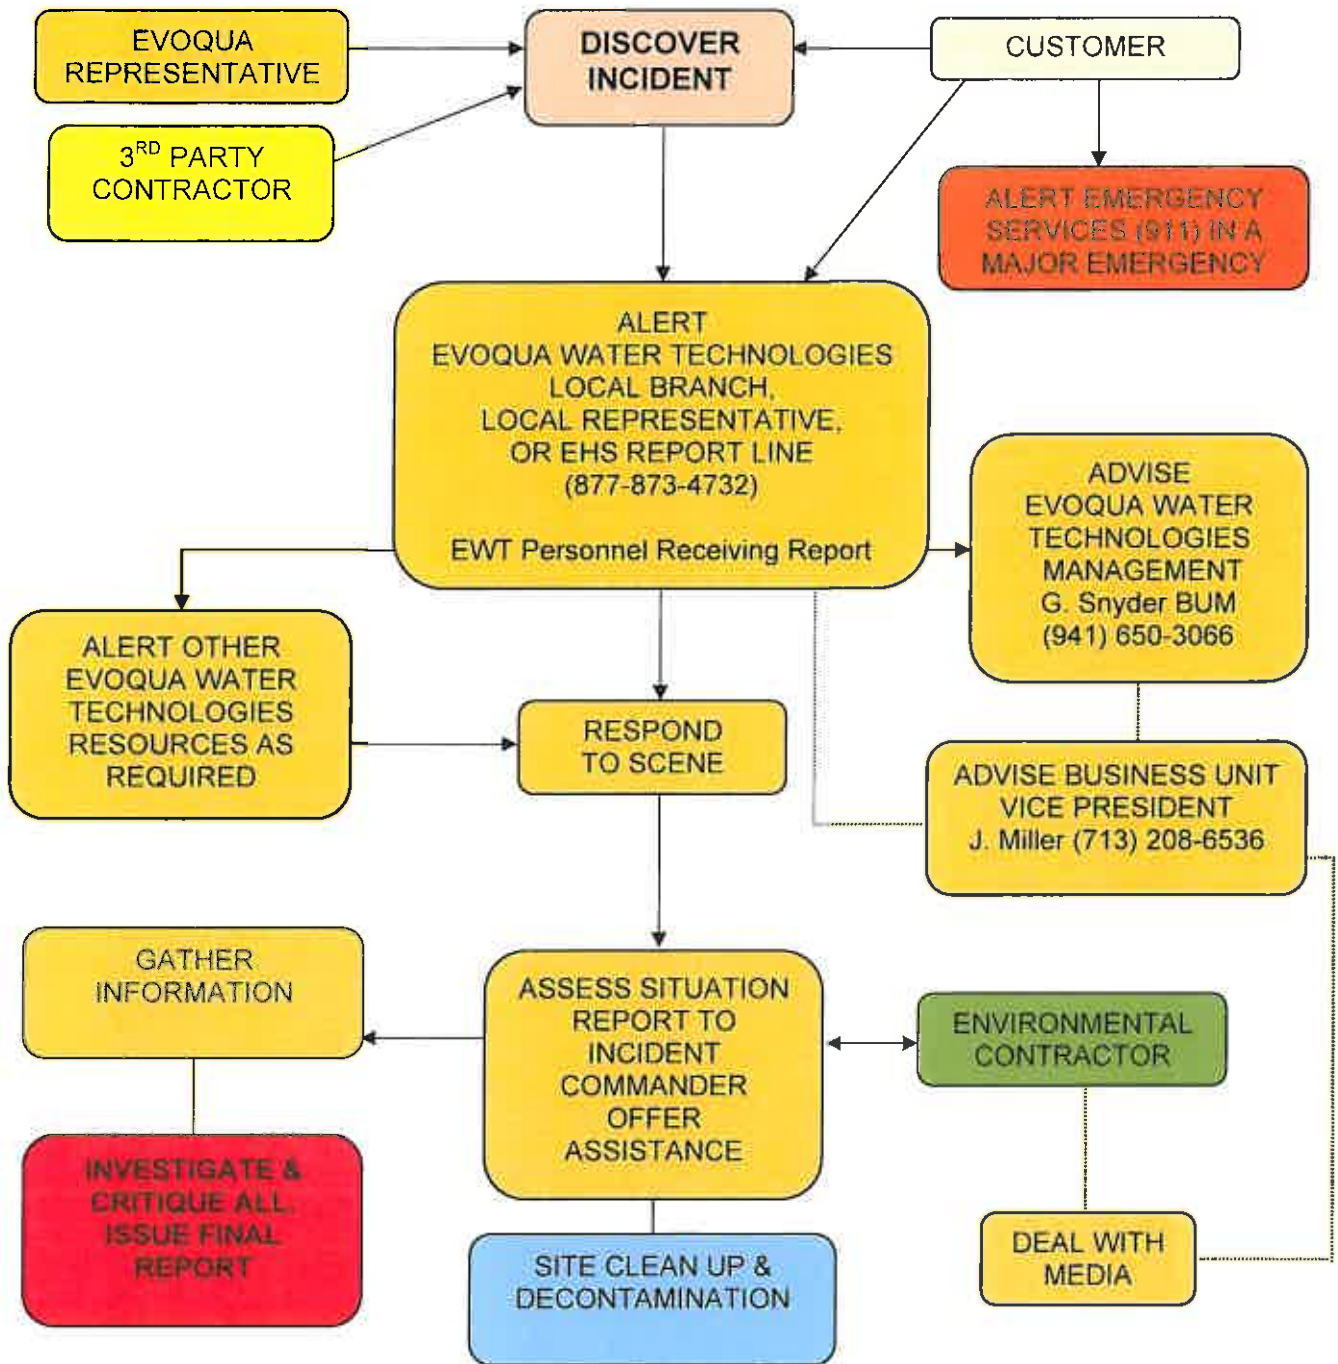 EVOQUA
REPRESENTATIVE
DISCOVER
INCIDENT
CUSTOMER
3RD PARTY
CONTRACTOR
ALERT EMERGENCY
SERVICES (911) IN A
MAJOR EMERGENCY
ALERT
EVOQUA WATER TECHNOLOGIES
LOCAL BRANCH,
LOCAL REPRESENTATIVE,
OR EHS REPORT LINE
(877-873-4732)
EWT Personnel Receiving Report
ADVISE
EVOQUA WATER
TECHNOLOGIES
MANAGEMENT
G. Snyder BUM
(941) 650-3066
ALERT OTHER
EVOQUA WATER
TECHNOLOGIES
RESOURCES AS
REQUIRED
RESPOND
TO SCENE
ADVISE BUSINESS UNIT
VICE PRESIDENT
J. Miller (713) 208-6536
GATHER
INFORMATION
ASSESS SITUATION
REPORT TO
INCIDENT
COMMANDER
OFFER
ASSISTANCE
ENVIRONMENTAL
CONTRACTOR
INVESTIGATE &
CRITIQUE ALL,
ISSUE FINAL
REPORT
SITE CLEAN UP &
DECONTAMINATION
DEAL WITH
MEDIA